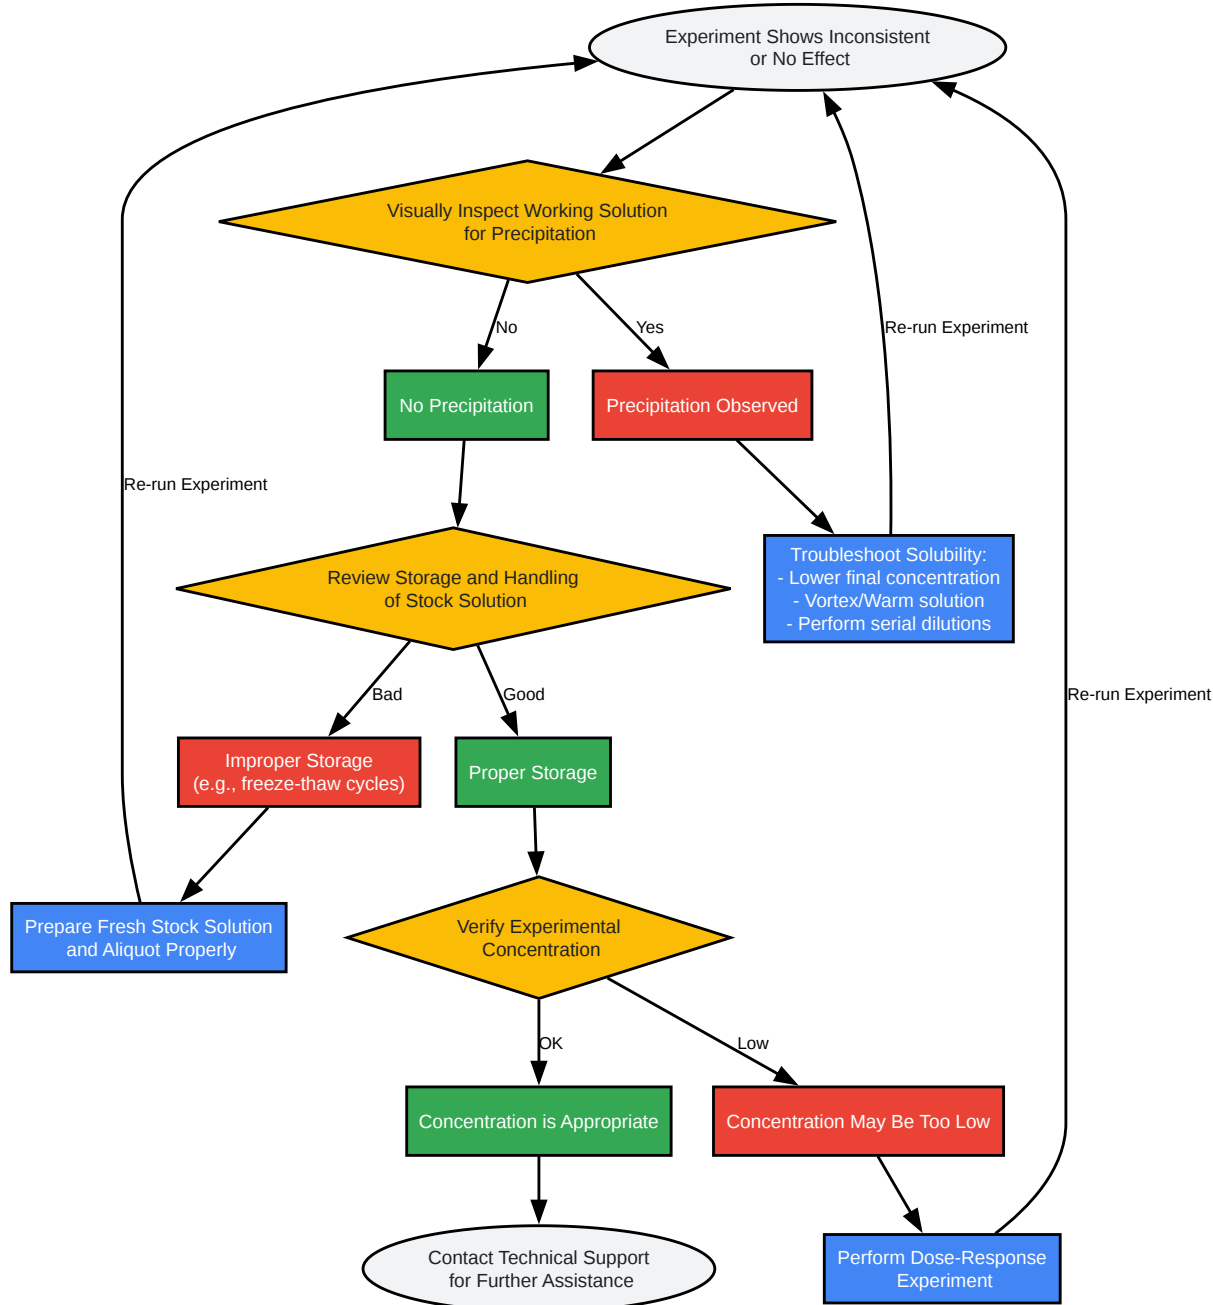 Experiment Shows Inconsistent
or No Effect
Visually Inspect Working Solution
for Precipitation
No
Yes
Re-run Experiment
No Precipitation
Precipitation Observed
Re-run Experiment
Troubleshoot Solubility:
- Lower final concentration
- Vortex/Warm solution
- Perform serial dilutions
Review Storage and Handling
of Stock Solution
Bad
Good
Re-run Experiment
Improper Storage
(e.g., freeze-thaw cycles)
Proper Storage
Prepare Fresh Stock Solution
and Aliquot Properly
Verify Experimental
Concentration
OK
Low
Concentration is Appropriate
Concentration May Be Too Low
Contact Technical Support
for Further Assistance
Perform Dose-Response
Experiment